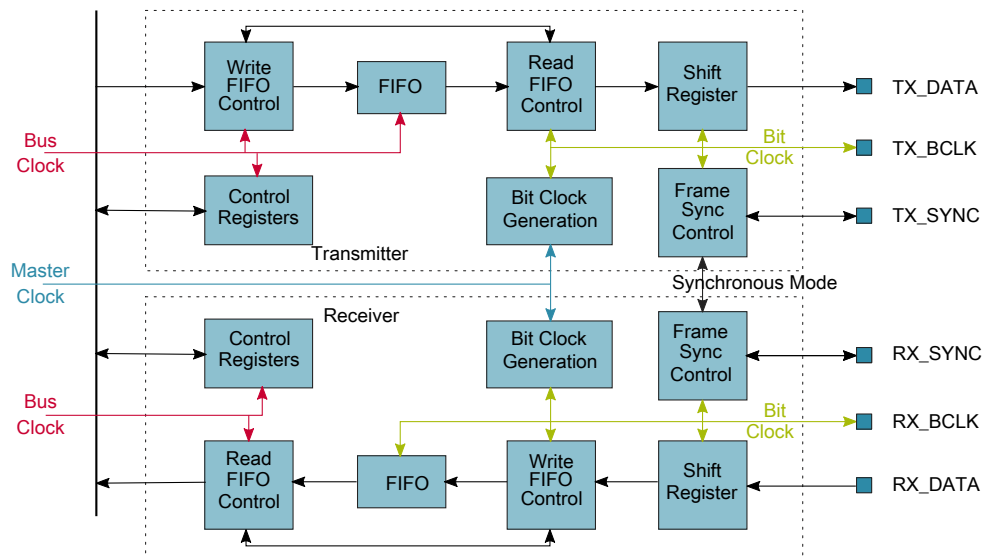 Write
FIFO
Control
FIFO
Read
FIFO
Control
Shift
Register
TX_DATA
Bus
Clock
Bit
Clock
TX_BCLK
Control
Registers
Bit Clock
Generation
Frame
Sync
Control
TX_SYNC
Transmitter
Master
Clock
Synchronous Mode
Receiver
Control
Registers
Bit Clock
Generation
Frame
Sync
Control
RX_SYNC
Bus
Clock
Bit
Clock
RX_BCLK
Read
FIFO
Control
FIFO
Write
FIFO
Control
Shift
Register
RX_DATA